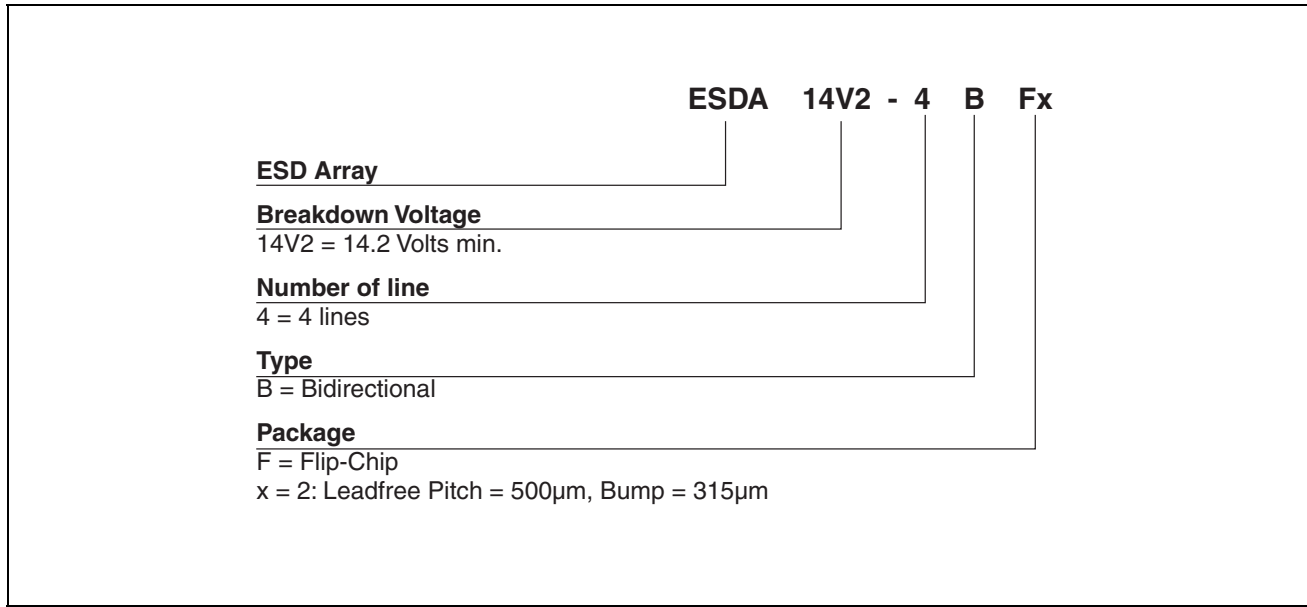 ESDA 14V2 - 4 B Fx
ESD Array
Breakdown Voltage
14V2 = 14.2 Volts min.
Number of line
4 = 4 lines
Type
B = Bidirectional
Package
F = Flip-Chip
x = 2: Leadfree Pitch = 500µm, Bump = 315µm